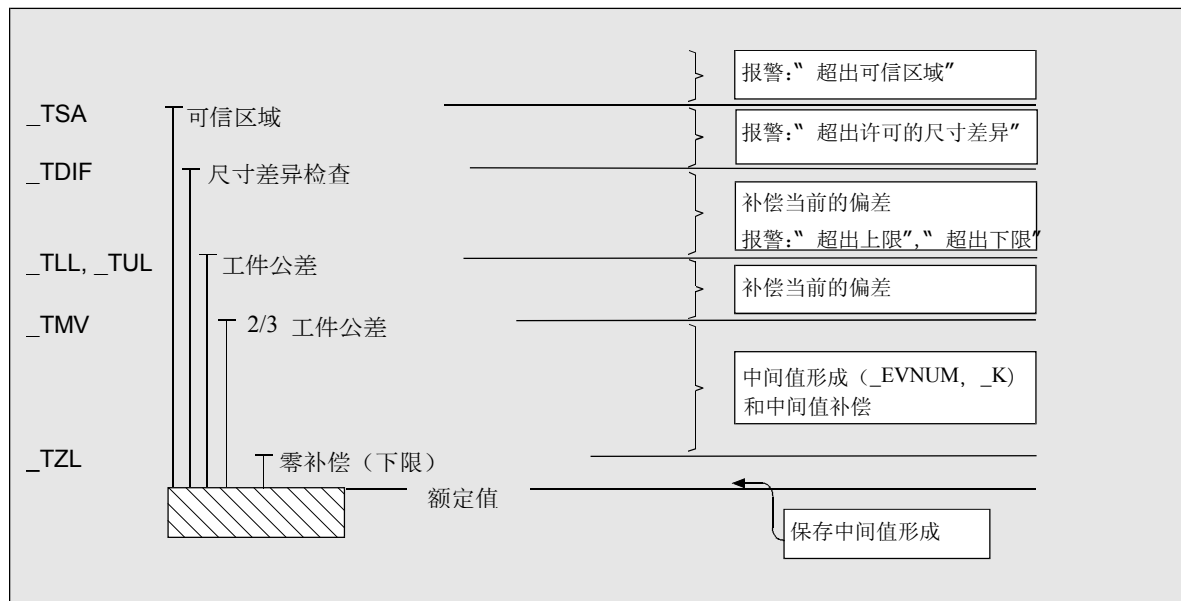 报警:“ 超出可信区域”
_TSA 可信区域
报警:“ 超出许可的尺寸差异”
_TDIF 尺寸差异检查
补偿当前的偏差
报警:“ 超出上限”,“ 超出下限”
_TLL, _TUL 工件公差
补偿当前的偏差
_TMV 2/3 工件公差
中间值形成（_EVNUM, _K）
和中间值补偿
_TZL 零补偿（下限）
额定值
保存中间值形成